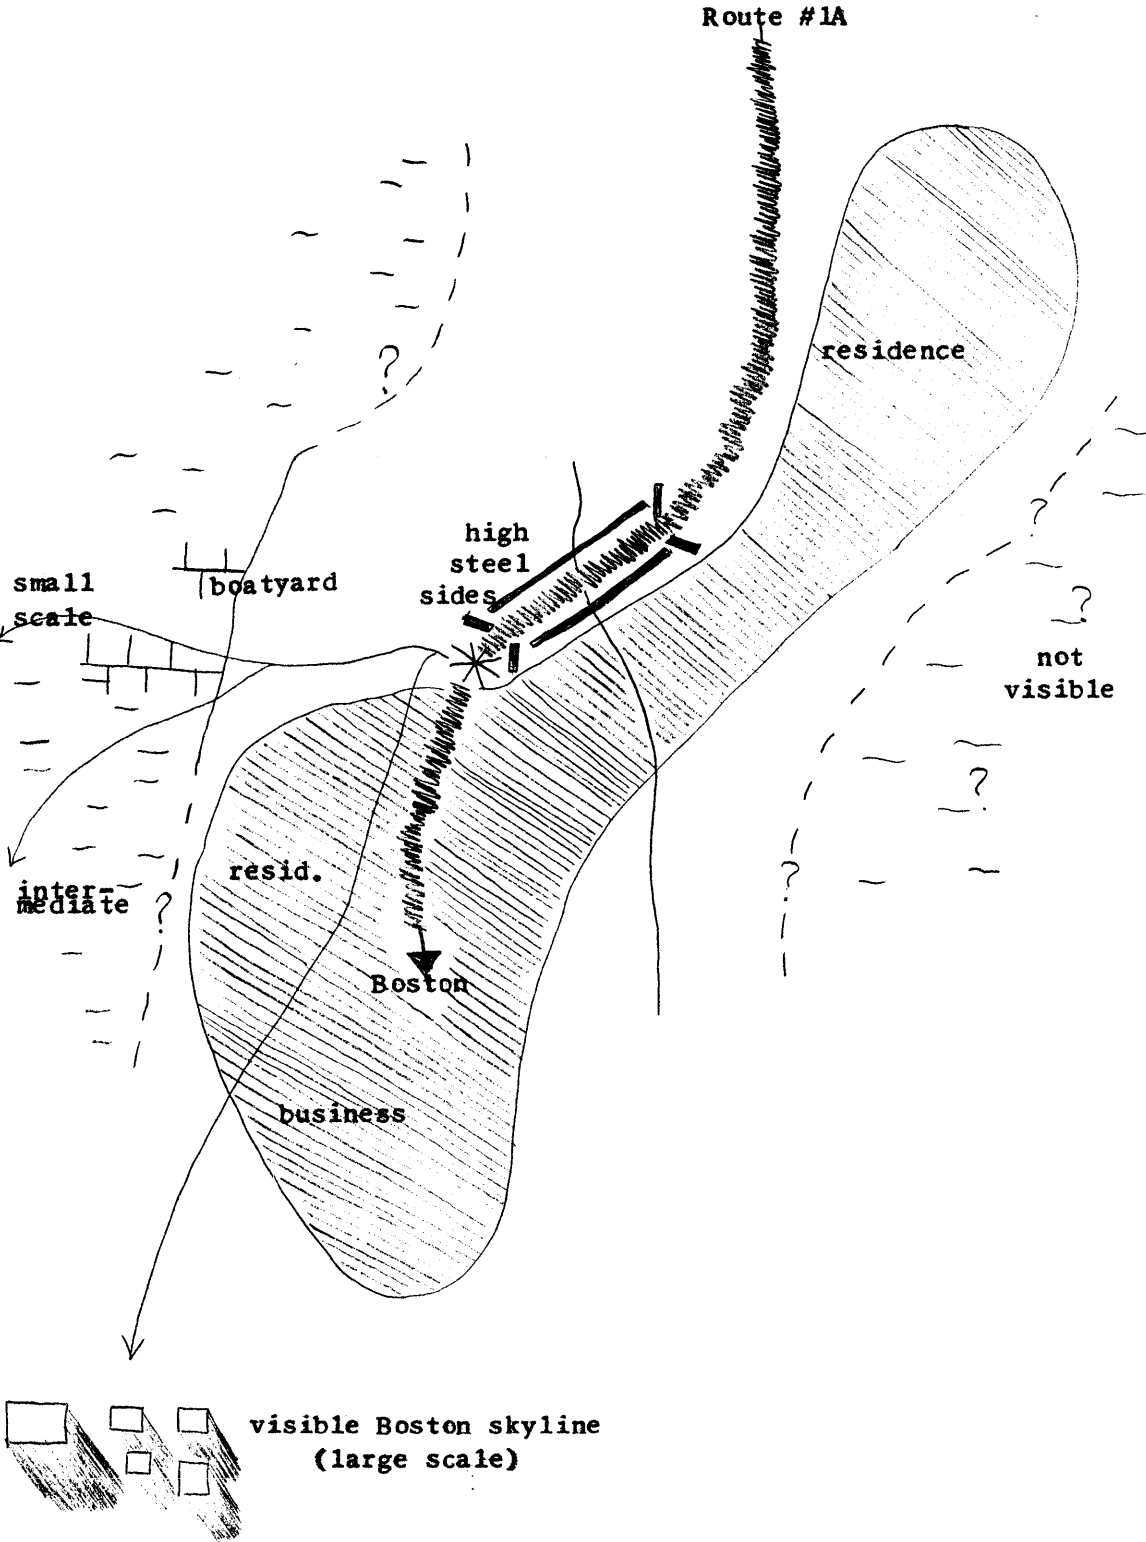 Route #1A
residence
high
steel
sides
small
scale
boatyard
?
?
?
not
visible
?
?
resid.
inter-
mediate
?
Boston
business
visible Boston skyline
(large scale)